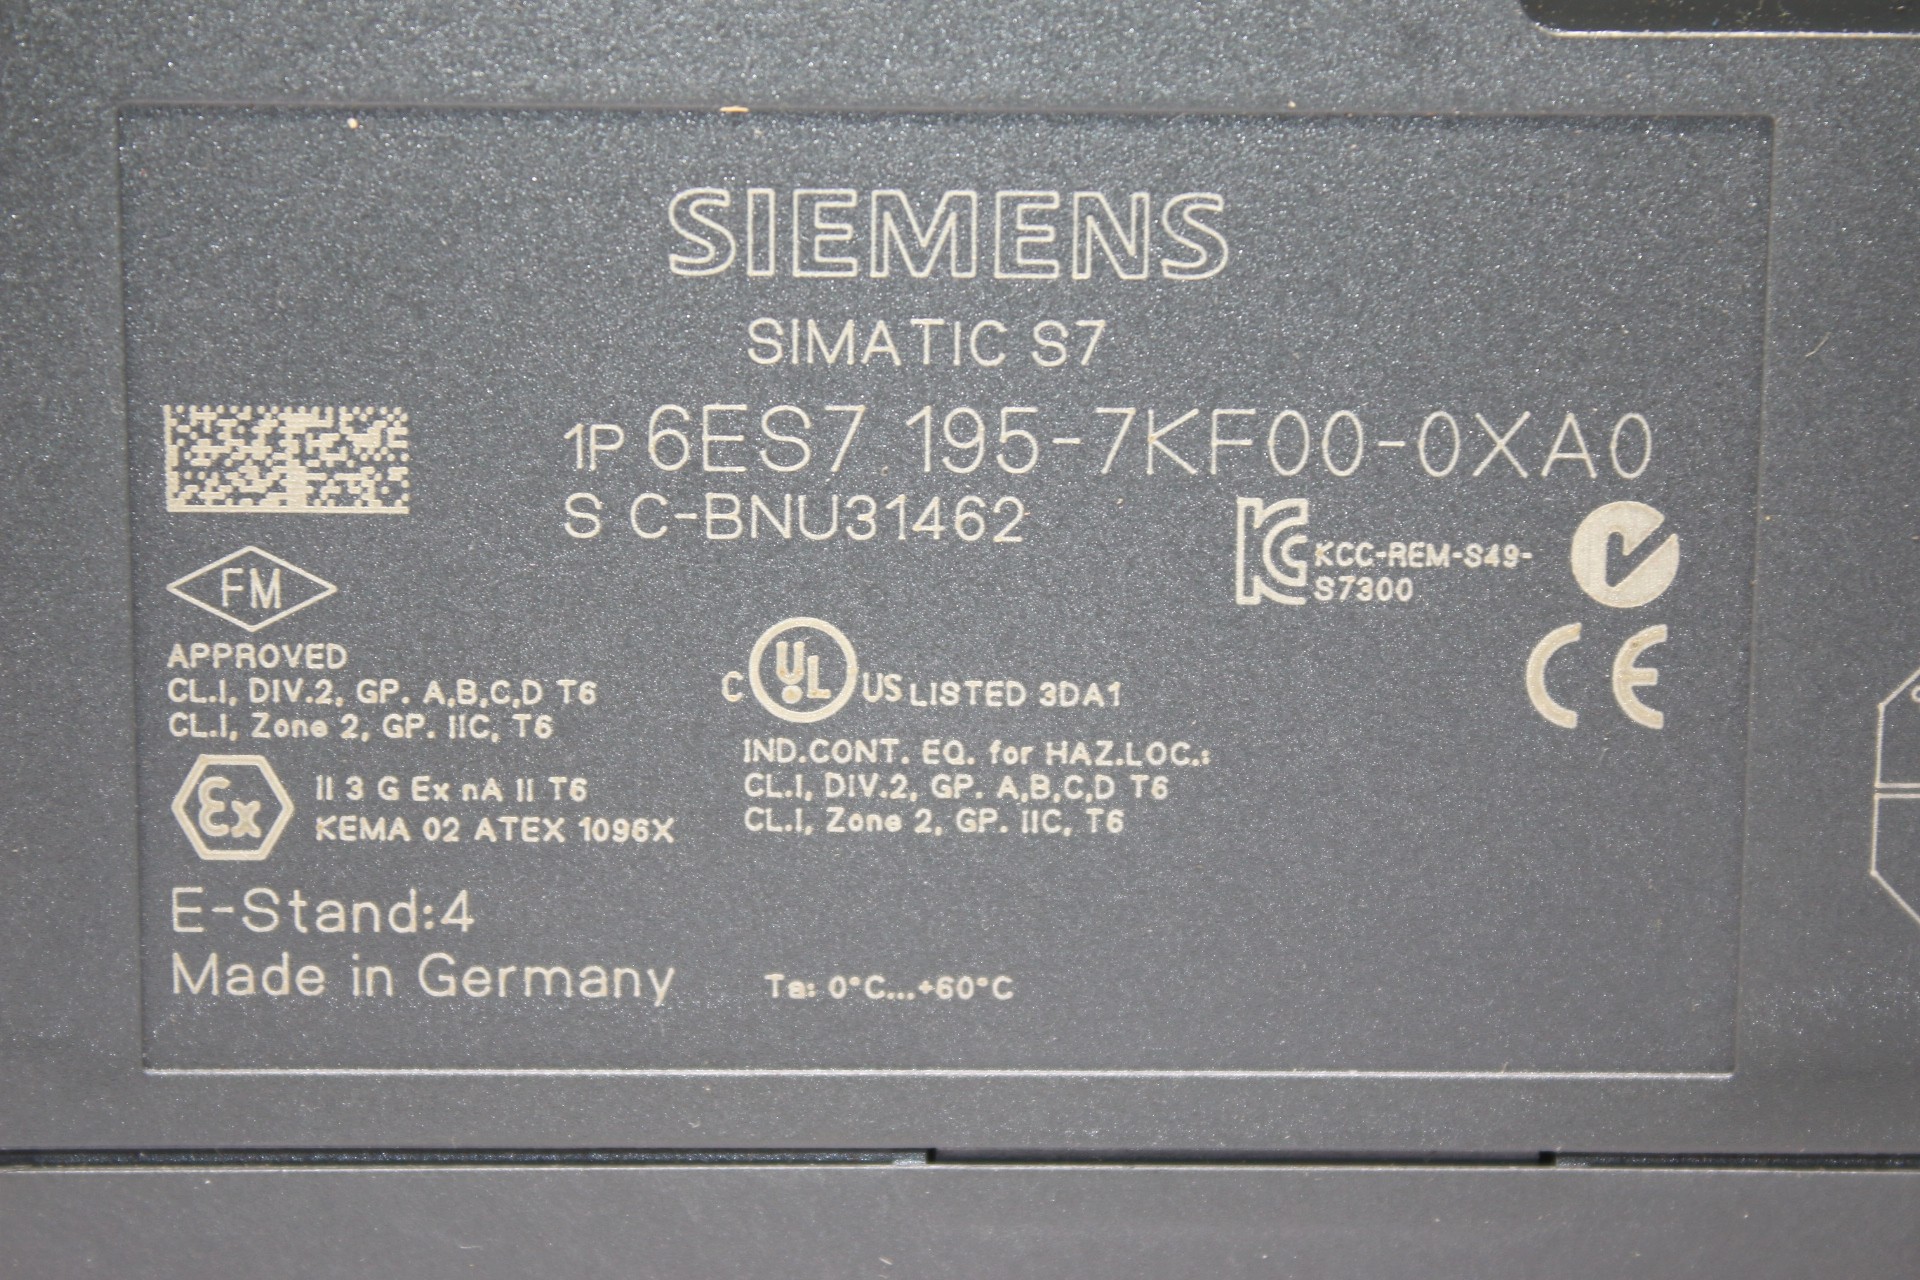 SIEMENS
SIMATIC S7
1P 6ES7 195-7KF00-0XA0
S C-BNU31462
KCC-REM-S49-
S7300
FM
APPROVED
CL.I, DIV.2, GP. A,B,C,D T6
CL.I, Zone 2, GP. IIC, T6
C UL US LISTED 3DA1
IND.CONT. EQ. for HAZ.LOC.:
CL.I, DIV.2, GP. A,B,C,D T6
CL.I, Zone 2, GP. IIC, T6
CE
Ex
II 3 G Ex nA II T6
KEMA 02 ATEX 1096X
E-Stand:4
Made in Germany
Ta: 0°C...+60°C